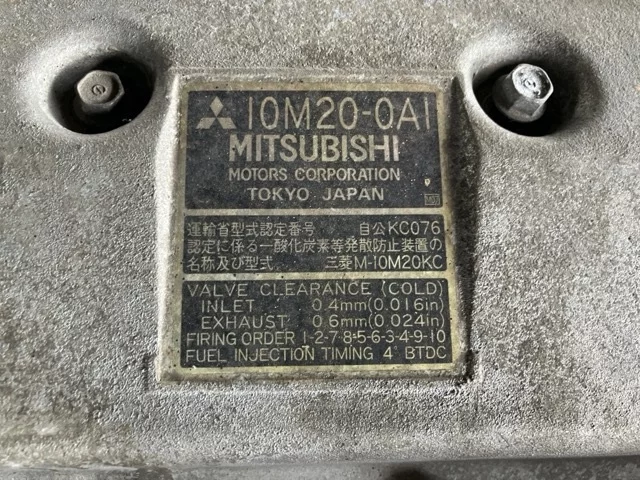 10M20-0A1
MITSUBISHI
MOTORS CORPORATION
TOKYO JAPAN
運輸省型式認定番号 自公KC076
認定に係る一酸化炭素等発散防止装置の
名称及び型式 三菱M-10M20KC
VALVE CLEARANCE (COLD)
INLET 0.4mm(0.016in)
EXHAUST 0.6mm(0.024in)
FIRING ORDER 1-2-7-8-5-6-3-4-9-10
FUEL INJECTION TIMING 4° BTDC